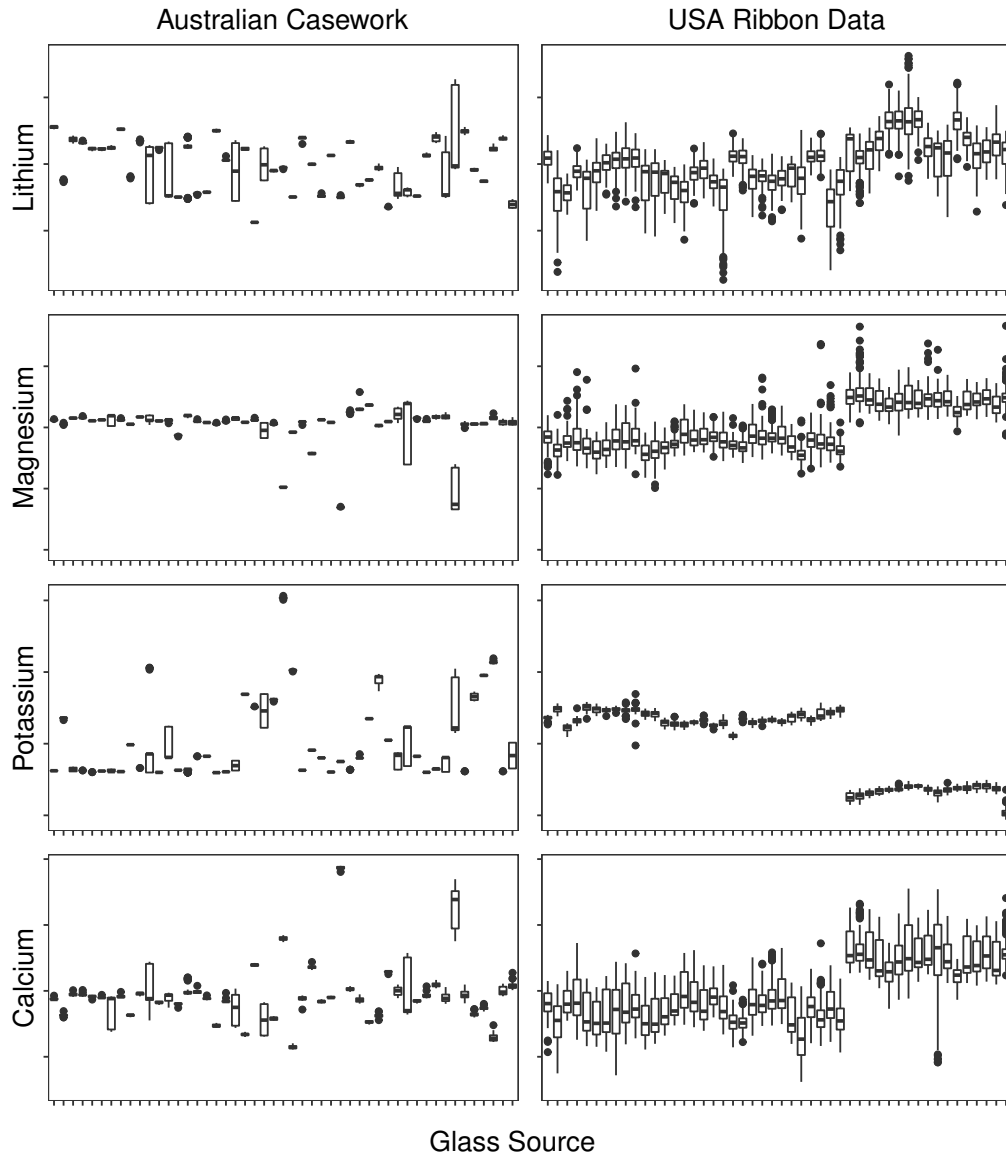 Australian Casework
USA Ribbon Data
Lithium
Magnesium
Potassium
Calcium
Glass Source